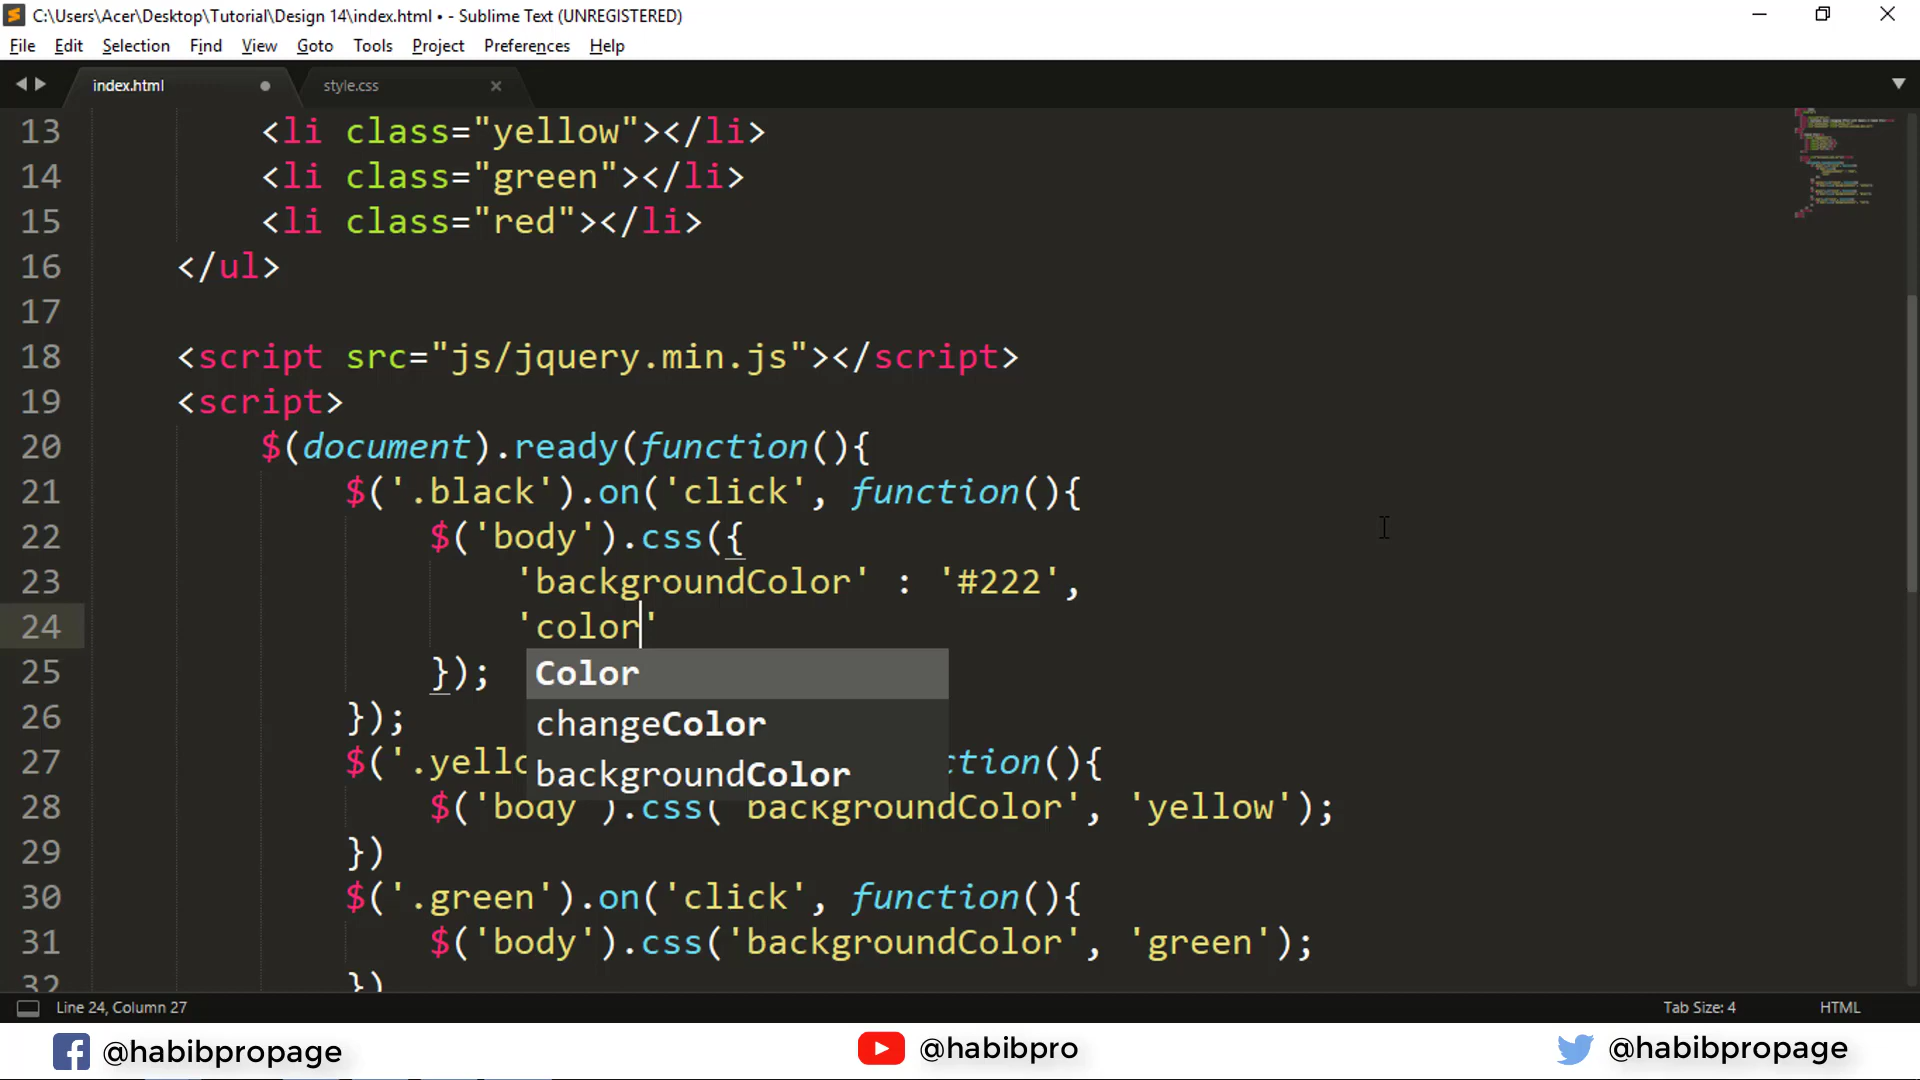 C:\Users\Acer\Desktop\Tutorial\Design 14\index.html • - Sublime Text (UNREGISTERED)
File Edit Selection Find View Goto Tools Project Preferences Help
index.html style.css
13 <li class="yellow"></li>
14 <li class="green"></li>
15 <li class="red"></li>
16 </ul>
17
18 <script src="js/jquery.min.js"></script>
19 <script>
20 $(document).ready(function(){
21 $('.black').on('click', function(){
22 $('body').css({
23 'backgroundColor' : '#222',
24 'color'
25 });
Color
26 });
changeColor
27 $('.yello ction(){
backgroundColor
28 $('body').css('backgroundColor', 'yellow');
29 })
30 $('.green').on('click', function(){
31 $('body').css('backgroundColor', 'green');
32 })
Line 24, Column 27 Tab Size: 4 HTML
@habibpropage @habibpro @habibpropage